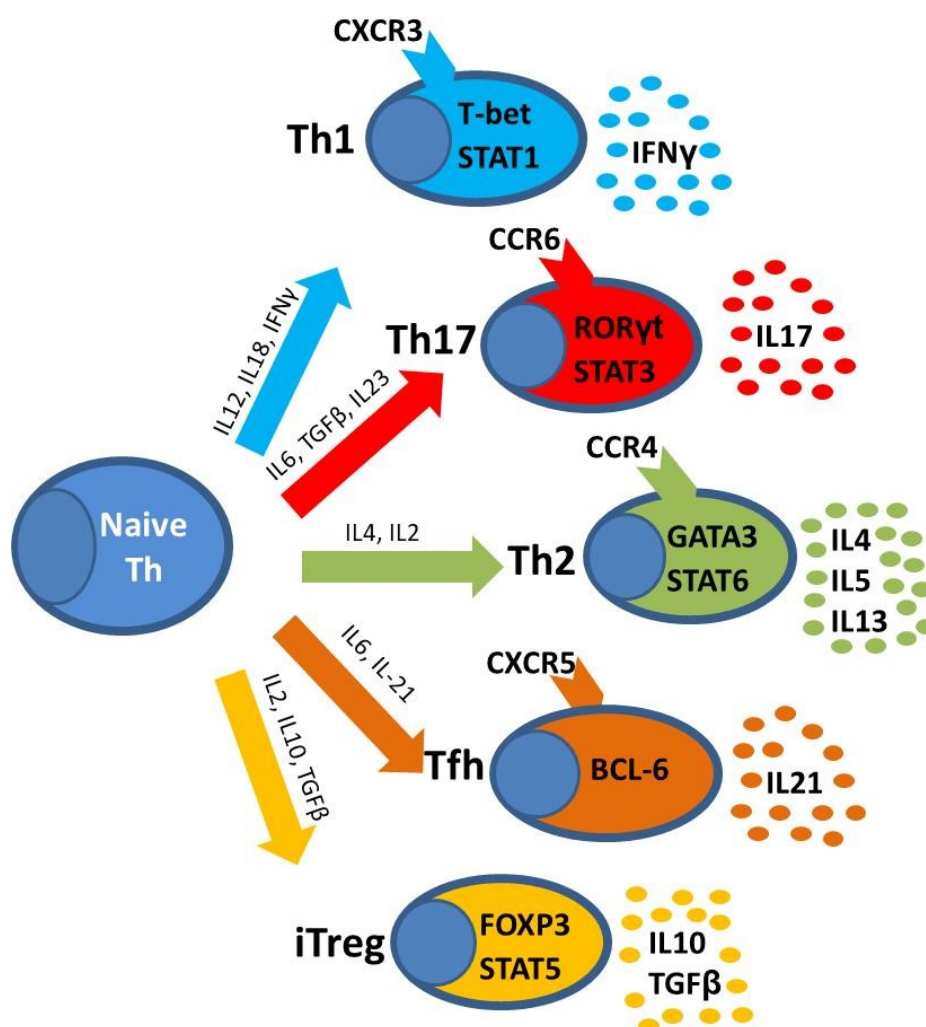 CXCR3
Th1
T-bet
STAT1
IFNγ
IL12, IL18, IFNγ
CCR6
Th17
RORγt
STAT3
IL17
IL6, TGFβ, IL23
Naive
Th
IL4, IL2
CCR4
Th2
GATA3
STAT6
IL4
IL5
IL13
IL6, IL-21
CXCR5
Tfh
BCL-6
IL21
IL2, IL10, TGFβ
iTreg
FOXP3
STAT5
IL10
TGFβ